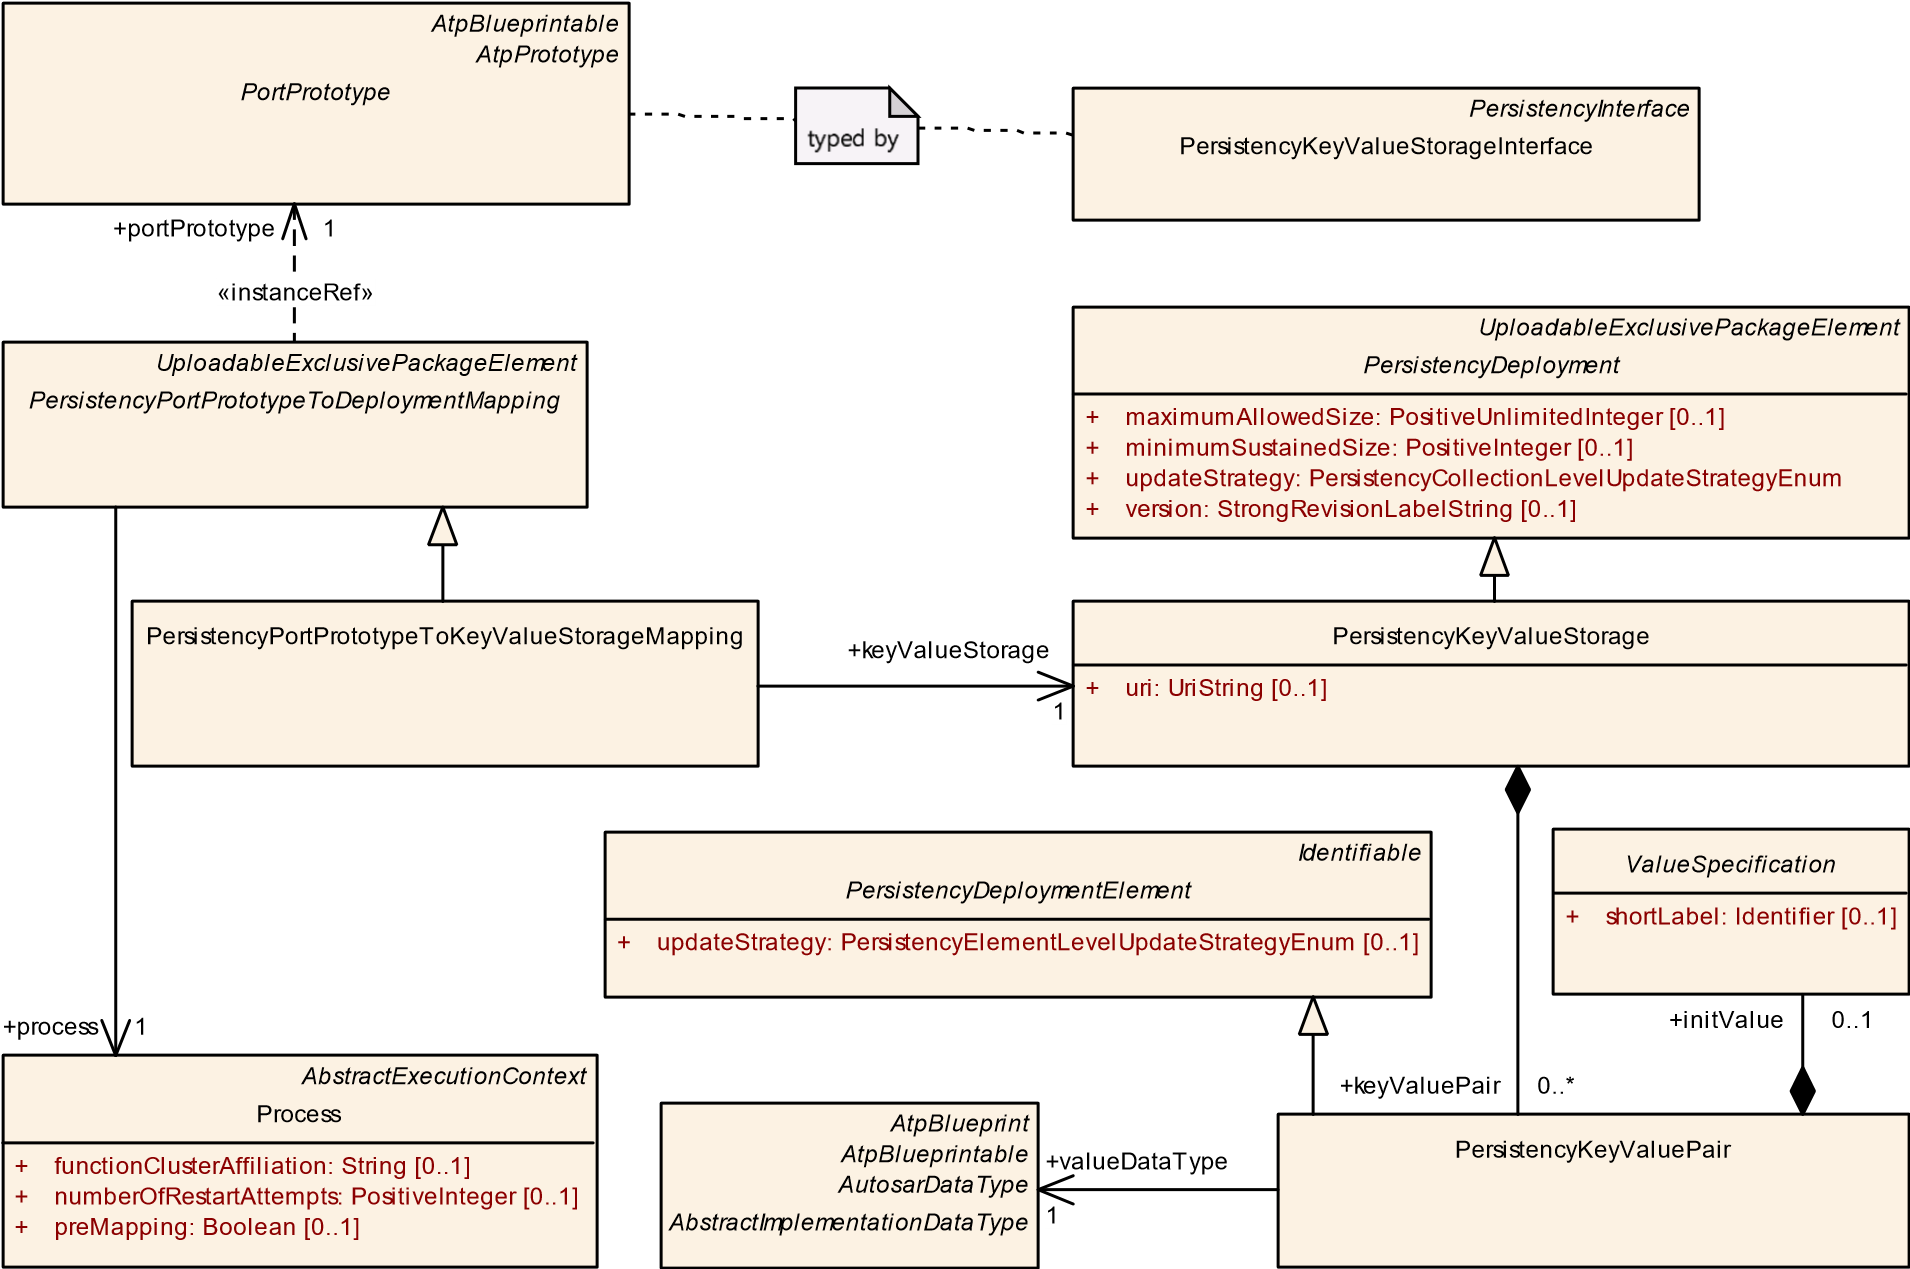 AtpBlueprintable
AtpPrototype
PortPrototype
typed by
PersistencyInterface
PersistencyKeyValueStorageInterface
+portPrototype 1
«instanceRef»
UploadableExclusivePackageElement
PersistencyPortPrototypeToDeploymentMapping
UploadableExclusivePackageElement
PersistencyDeployment
+ maximumAllowedSize: PositiveUnlimitedInteger [0..1]
+ minimumSustainedSize: PositiveInteger [0..1]
+ updateStrategy: PersistencyCollectionLevelUpdateStrategyEnum
+ version: StrongRevisionLabelString [0..1]
PersistencyPortPrototypeToKeyValueStorageMapping
+keyValueStorage
1
PersistencyKeyValueStorage
+ uri: UriString [0..1]
Identifiable
PersistencyDeploymentElement
+ updateStrategy: PersistencyElementLevelUpdateStrategyEnum [0..1]
ValueSpecification
+ shortLabel: Identifier [0..1]
+initValue 0..1
+keyValuePair 0..*
+process 1
AbstractExecutionContext
Process
+ functionClusterAffiliation: String [0..1]
+ numberOfRestartAttempts: PositiveInteger [0..1]
+ preMapping: Boolean [0..1]
AtpBlueprint
AtpBlueprintable
AutosarDataType
AbstractImplementationDataType
+valueDataType
1
PersistencyKeyValuePair